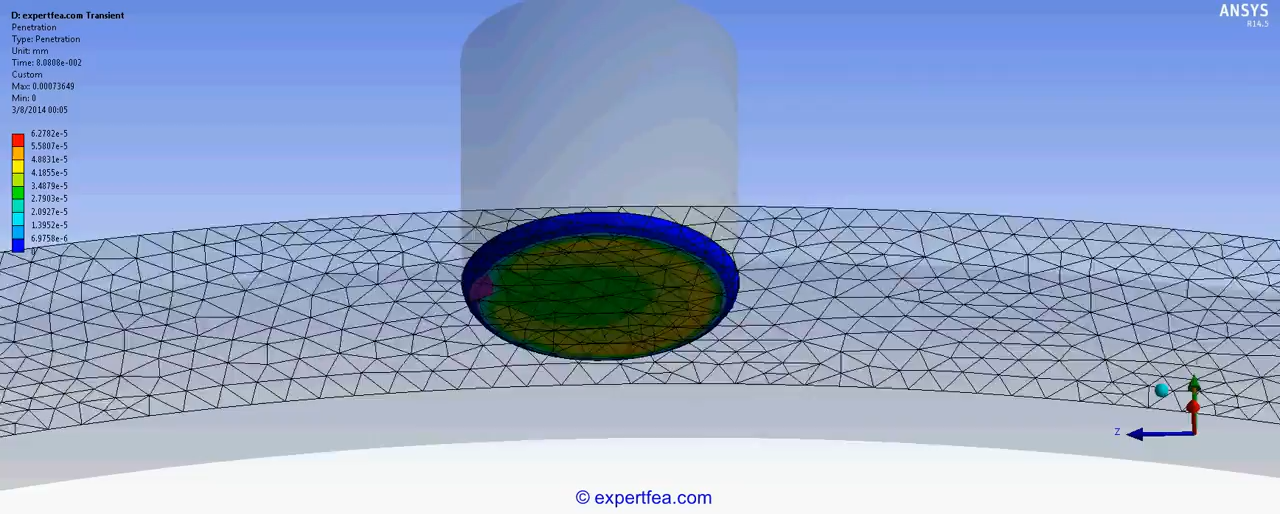 D: expertfea.com Transient
Penetration
Type: Penetration
Unit: mm
Time: 8.0808e-002
Custom
Max: 0.00073649
Min: 0
3/8/2014 00:05
6.2782e-5
5.5807e-5
4.8831e-5
4.1855e-5
3.4879e-5
2.7903e-5
2.0927e-5
1.3952e-5
6.9758e-6
0
ANSYS
R14.5
Z
© expertfea.com